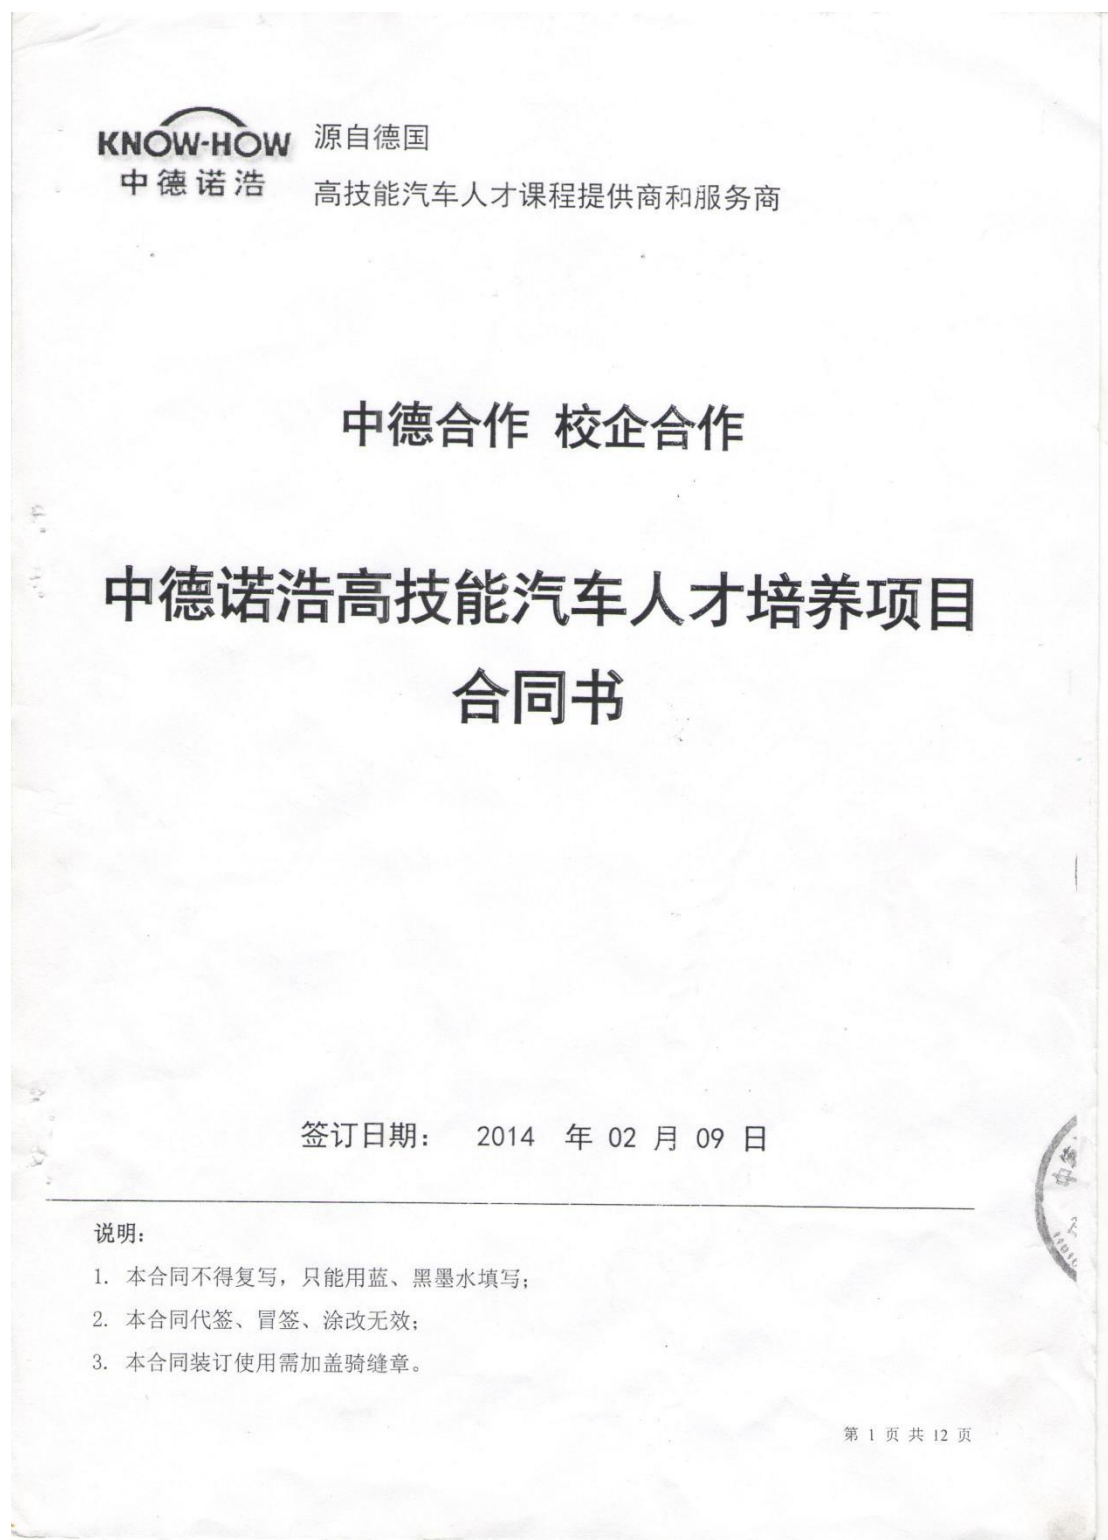 KNOW-HOW
中德诺浩
源自德国
高技能汽车人才课程提供商和服务商
中德合作 校企合作
中德诺浩高技能汽车人才培养项目
合同书
签订日期： 2014 年 02 月 09 日
说明:
1. 本合同不得复写，只能用蓝、黑墨水填写;
2. 本合同代签、冒签、涂改无效;
3. 本合同装订使用需加盖骑缝章。
中德
第 1 页 共 12 页